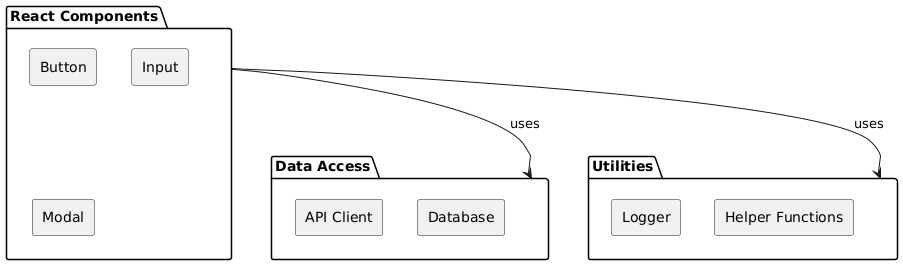 React Components
Button
Input
Modal
uses
uses
Data Access
API Client
Database
Utilities
Logger
Helper Functions